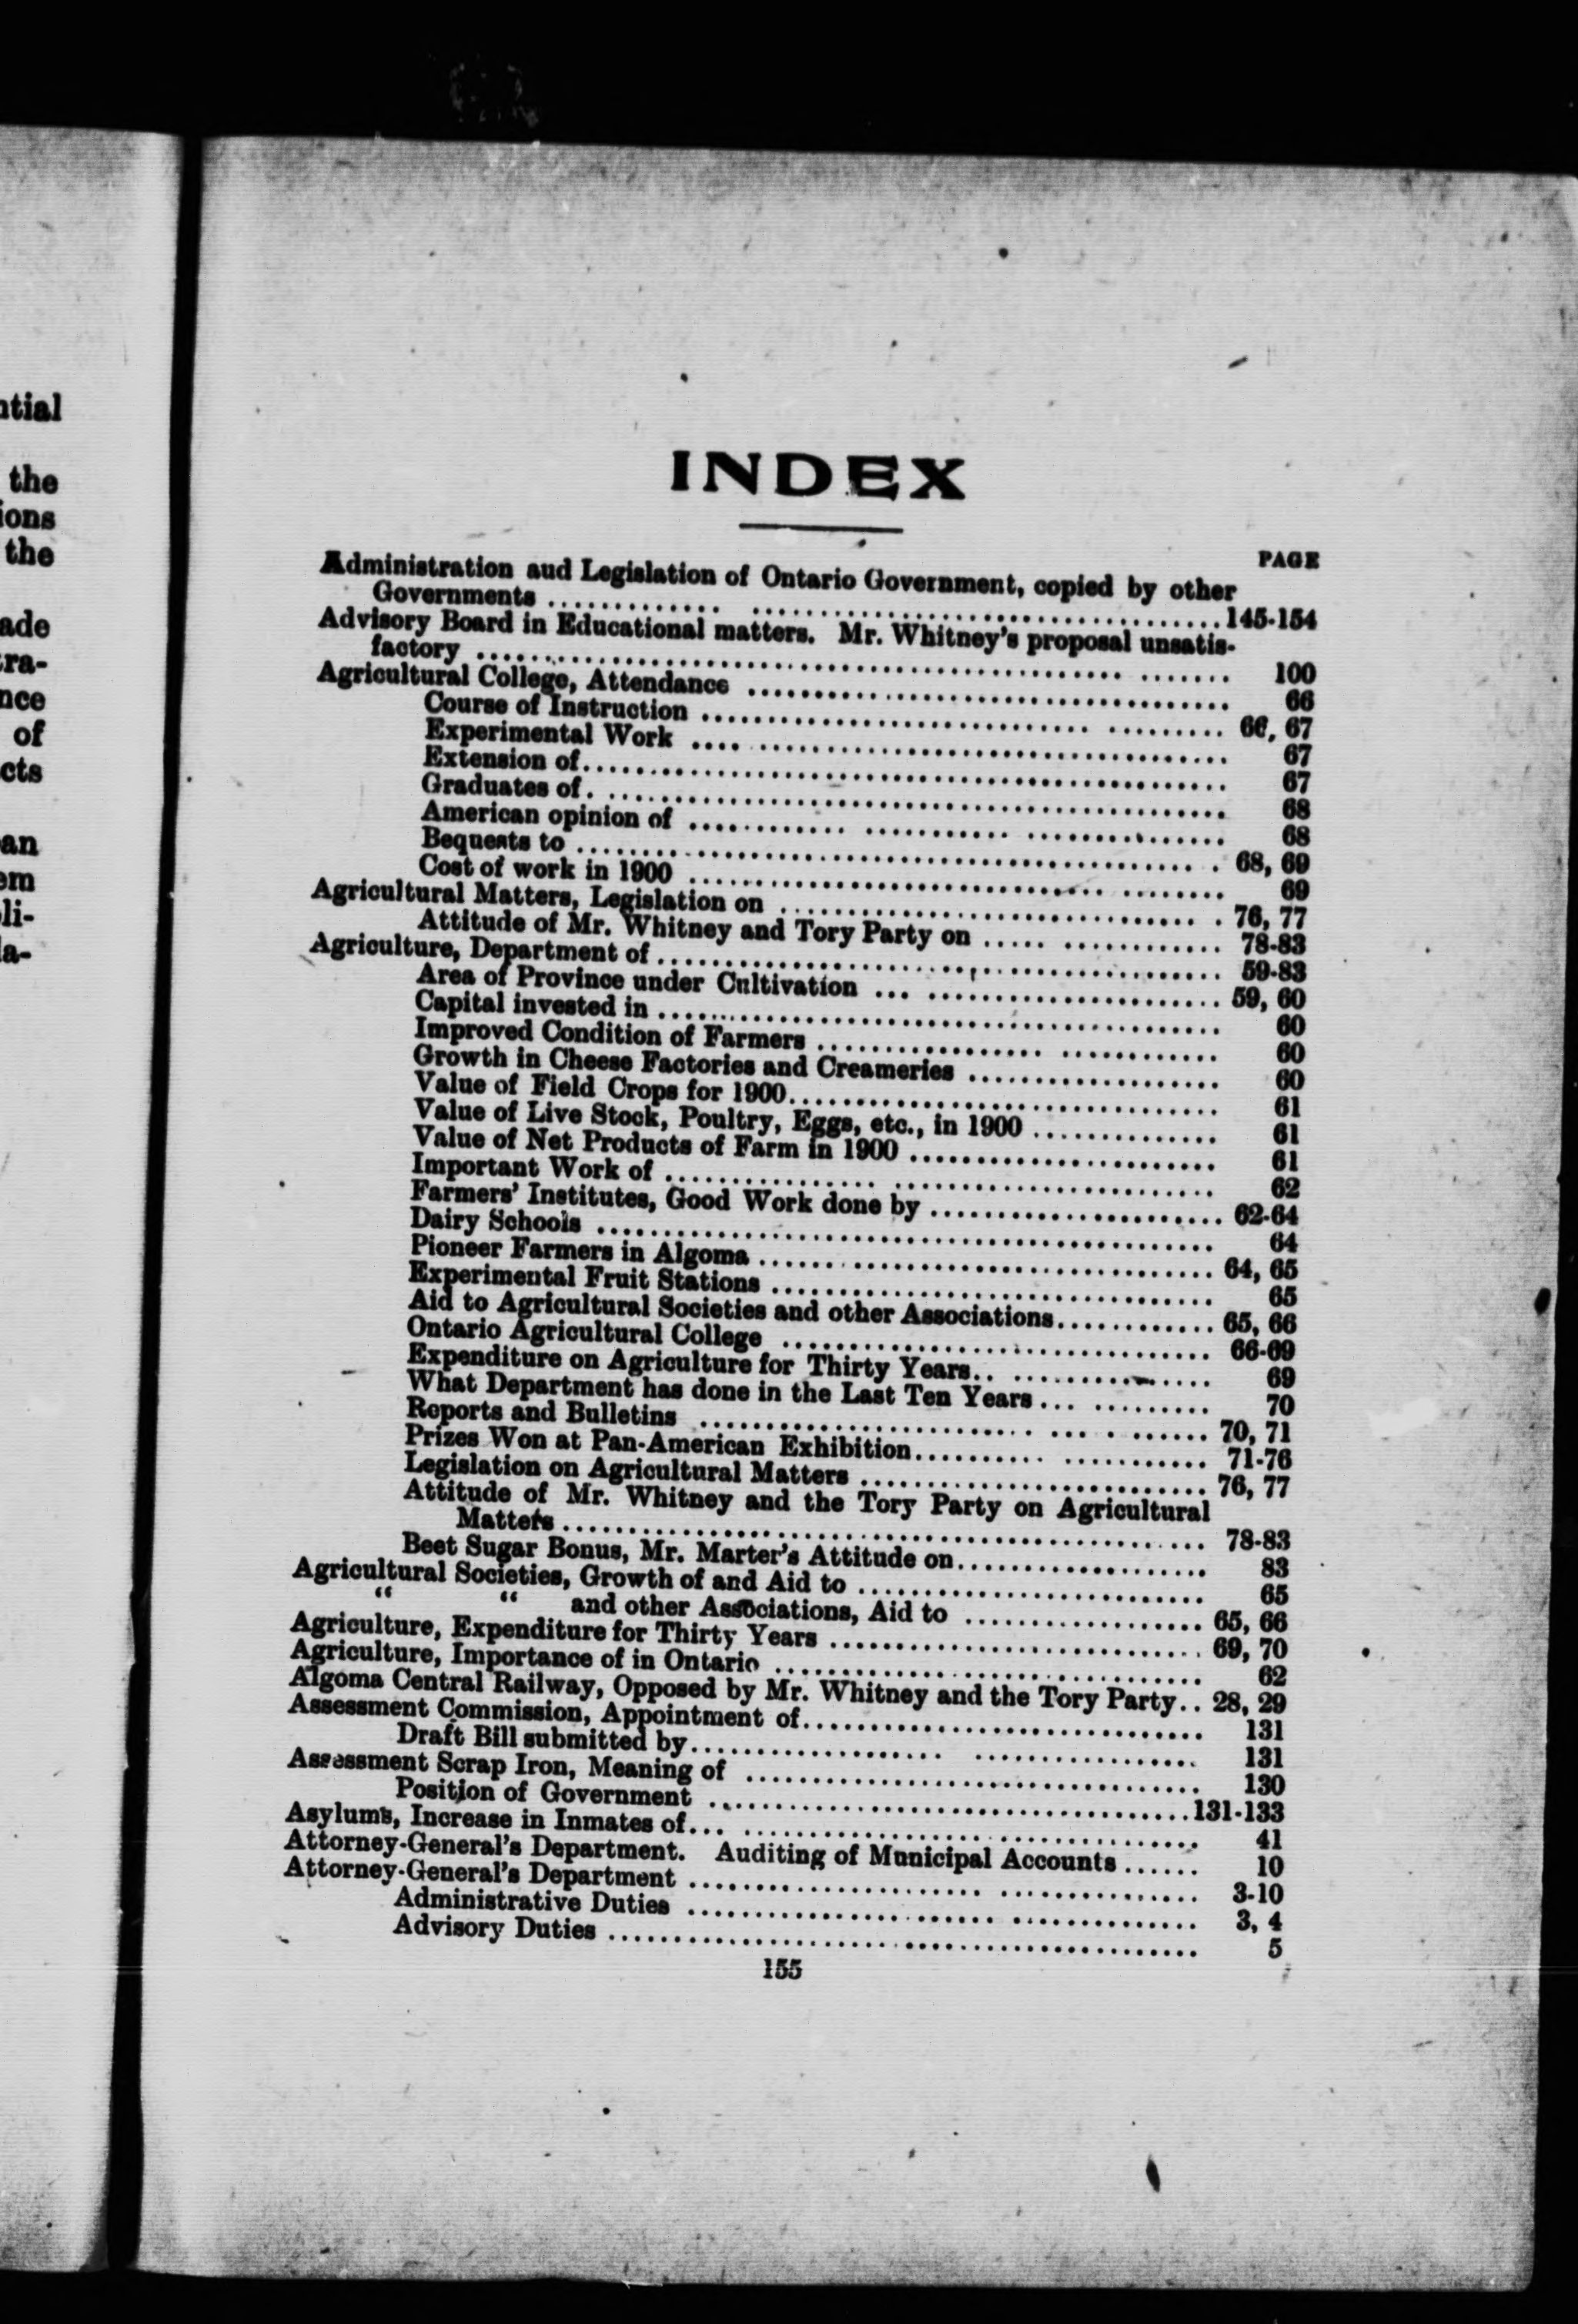 ntial
the
ions
the
ade
ra-
nce
of
cts
an
em
li-
a-
INDEX
PAGE
Administration aud Legislation of Ontario Government, copied by other
Governments ........................................ 145-154
Advisory Board in Educational matters. Mr. Whitney's proposal unsatis-
factory ........................................ 100
Agricultural College, Attendance ........................................ 66
Course of Instruction ........................................ 66, 67
Experimental Work ........................................ 67
Extension of ........................................ 67
Graduates of ........................................ 68
American opinion of ........................................ 68
Bequests to ........................................ 68, 69
Cost of work in 1900 ........................................ 69
Agricultural Matters, Legislation on ........................................ 76, 77
Attitude of Mr. Whitney and Tory Party on .................... 78-83
Agriculture, Department of ........................................ 59-83
Area of Province under Cultivation .............................. 59, 60
Capital invested in ........................................ 60
Improved Condition of Farmers .............................. 60
Growth in Cheese Factories and Creameries .................... 60
Value of Field Crops for 1900 .............................. 61
Value of Live Stock, Poultry, Eggs, etc., in 1900 ............... 61
Value of Net Products of Farm in 1900 .................... 61
Important Work of ........................................ 62
Farmers' Institutes, Good Work done by .................... 62-64
Dairy Schools ........................................ 64
Pioneer Farmers in Algoma .............................. 64, 65
Experimental Fruit Stations .............................. 65
Aid to Agricultural Societies and other Associations ............ 65, 66
Ontario Agricultural College .............................. 66-69
Expenditure on Agriculture for Thirty Years .................. 69
What Department has done in the Last Ten Years ............ 70
Reports and Bulletins ........................................ 70, 71
Prizes Won at Pan-American Exhibition .................... 71-76
Legislation on Agricultural Matters .......................... 76, 77
Attitude of Mr. Whitney and the Tory Party on Agricultural
Matters ........................................ 78-83
Beet Sugar Bonus, Mr. Marter's Attitude on .................. 83
Agricultural Societies, Growth of and Aid to .......................... 65
" " and other Associations, Aid to .................. 65, 66
Agriculture, Expenditure for Thirty Years ............................ 69, 70
Agriculture, Importance of in Ontario .............................. 62
Algoma Central Railway, Opposed by Mr. Whitney and the Tory Party.. 28, 29
Assessment Commission, Appointment of .............................. 131
Draft Bill submitted by ........................................ 131
Assessment Scrap Iron, Meaning of .............................. 130
Position of Government ........................................ 131-133
Asylums, Increase in Inmates of ........................................ 41
Attorney-General's Department. Auditing of Municipal Accounts ...... 10
Attorney-General's Department ........................................ 3-10
Administrative Duties ........................................ 3, 4
Advisory Duties ........................................ 5
155